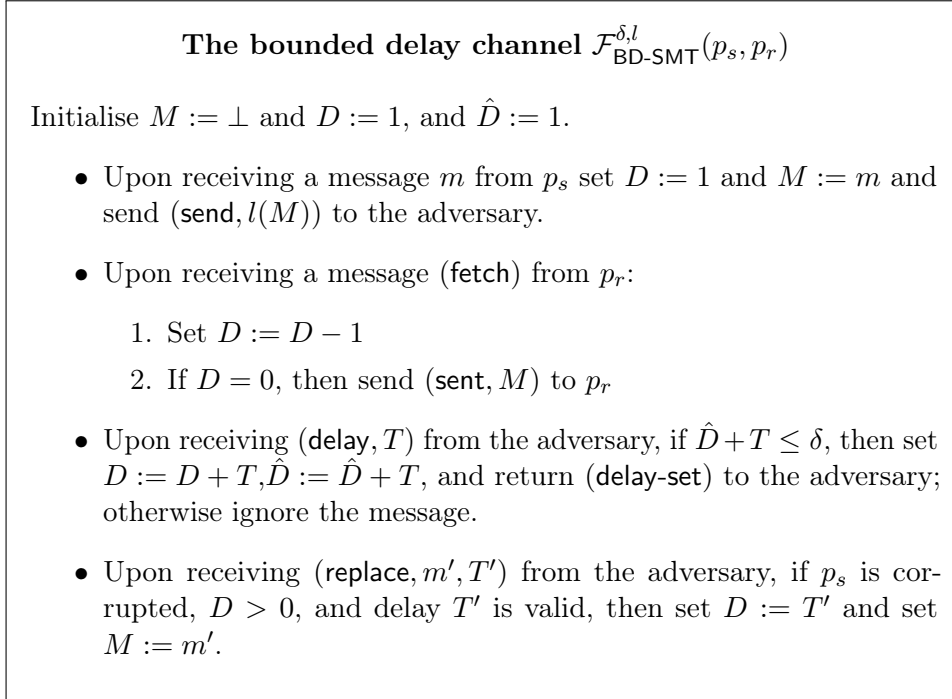 The bounded delay channel $\mathcal{F}^{\delta,l}_{\mathsf{BD\text{-}SMT}}(p_s, p_r)$
Initialise $M := \bot$ and $D := 1$, and $\hat{D} := 1$.
• Upon receiving a message $m$ from $p_s$ set $D := 1$ and $M := m$ and
send $(\mathsf{send}, l(M))$ to the adversary.
• Upon receiving a message $(\mathsf{fetch})$ from $p_r$:
1. Set $D := D - 1$
2. If $D = 0$, then send $(\mathsf{sent}, M)$ to $p_r$
• Upon receiving $(\mathsf{delay}, T)$ from the adversary, if $\hat{D} + T \leq \delta$, then set
$D := D + T$,$\hat{D} := \hat{D} + T$, and return $(\mathsf{delay\text{-}set})$ to the adversary;
otherwise ignore the message.
• Upon receiving $(\mathsf{replace}, m', T')$ from the adversary, if $p_s$ is cor-
rupted, $D > 0$, and delay $T'$ is valid, then set $D := T'$ and set
$M := m'$.